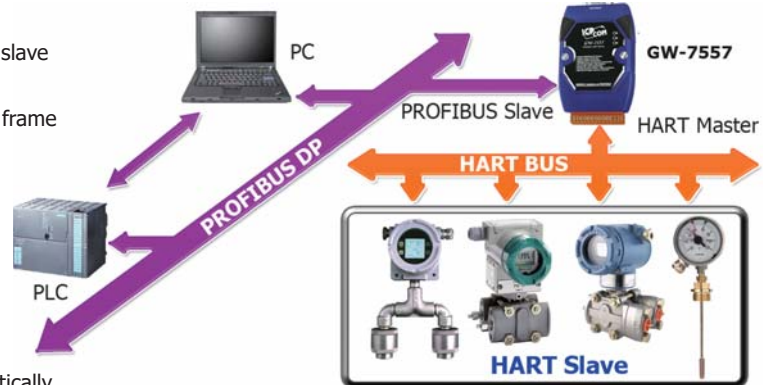 slave
frame
PC
GW-7557
PROFIBUS Slave
HART Master
HART BUS
PROFIBUS DP
PLC
HART Slave
tically